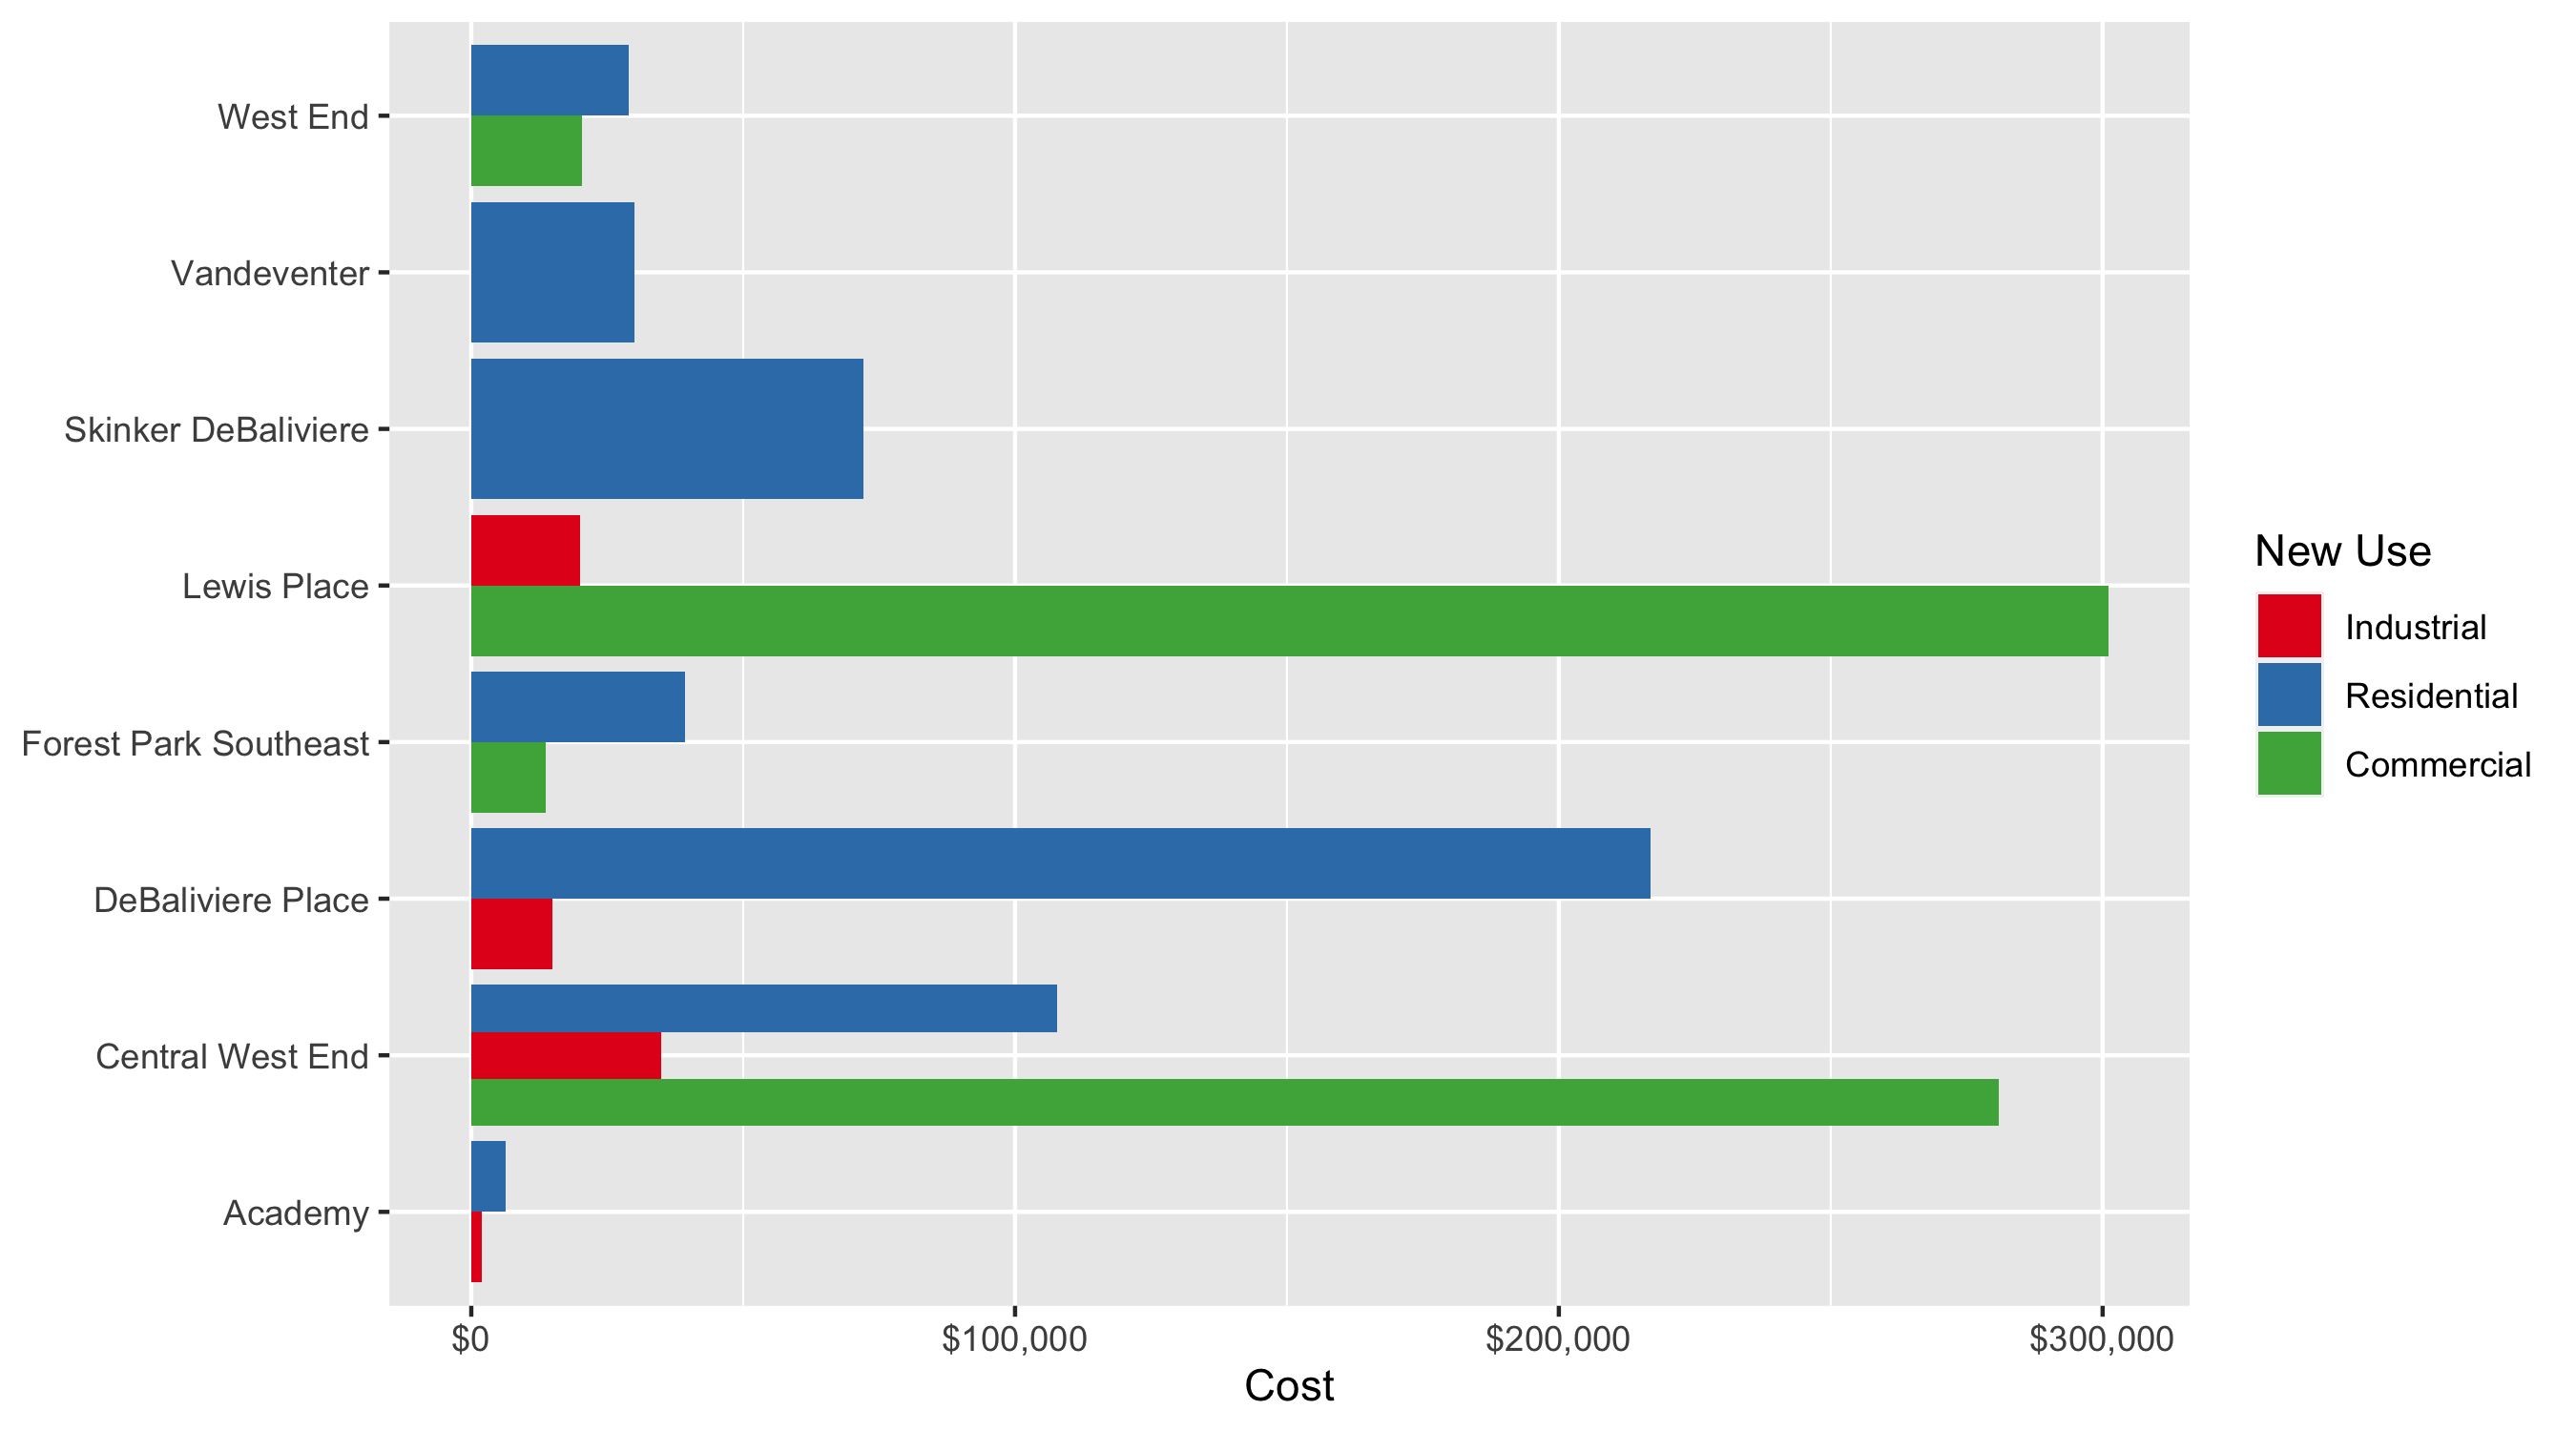 West End
Vandeventer
Skinker DeBaliviere
Lewis Place
Forest Park Southeast
DeBaliviere Place
Central West End
Academy
$0
$100,000
$200,000
$300,000
Cost
New Use
Industrial
Residential
Commercial